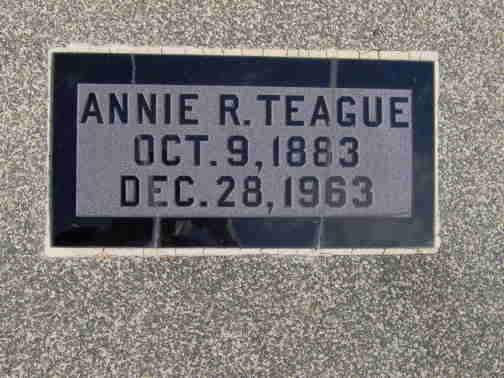 ANNIE R. TEAGUE
OCT. 9, 1883
DEC. 28, 1963